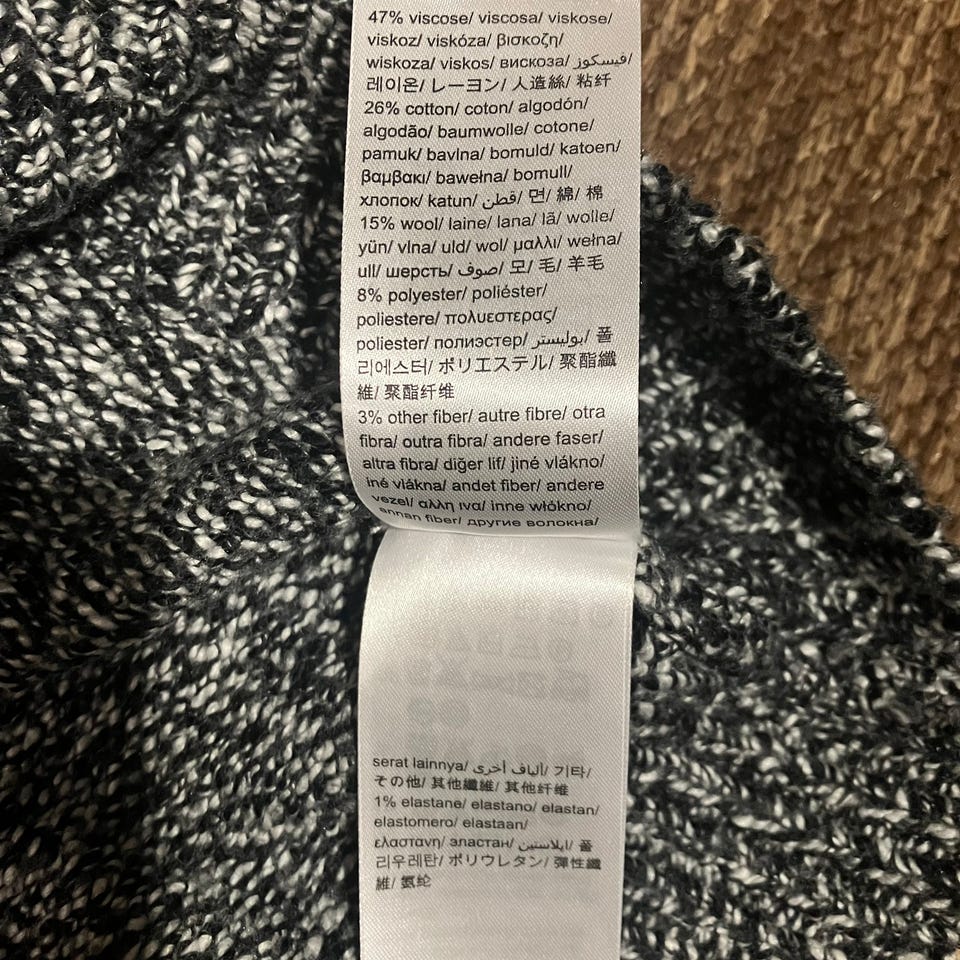 47% viscose/ viscosa/ viskose/
viskoz/ viskóza/ βισκοζη/
wiskoza/ viskos/ вискоза/ فيسكوز/
레이온/ レーヨン/ 人造絲/ 粘纤
26% cotton/ coton/ algodón/
algodão/ baumwolle/ cotone/
pamuk/ bavlna/ bomuld/ katoen/
βαμβακι/ bawełna/ bomull/
хлопок/ katun/ قطن/ 면/ 綿/ 棉
15% wool/ laine/ lana/ lã/ wolle/
yün/ vlna/ uld/ wol/ μαλλι/ wełna/
ull/ шерсть/ صوف/ 모/ 毛/ 羊毛
8% polyester/ poliéster/
poliestere/ πολυεστερας/
poliester/ полиэстер/ بوليستر/ 폴
리에스터/ ポリエステル/ 聚酯纖
維/ 聚酯纤维
3% other fiber/ autre fibre/ otra
fibra/ outra fibra/ andere faser/
altra fibra/ diğer lif/ jiné vlákno/
iné vlákna/ andet fiber/ andere
vezel/ αλλη ινα/ inne włókno/
annan fiber/ другие волокна/
serat lainnya/ ألياف أخرى/ 기타/
その他/ 其他纖維/ 其他纤维
1% elastane/ elastano/ elastan/
elastomero/ elastaan/
ελαστανη/ эластан/ ايلاستين/ 폴
리우레탄/ ポリウレタン/ 彈性纖
維/ 氨纶